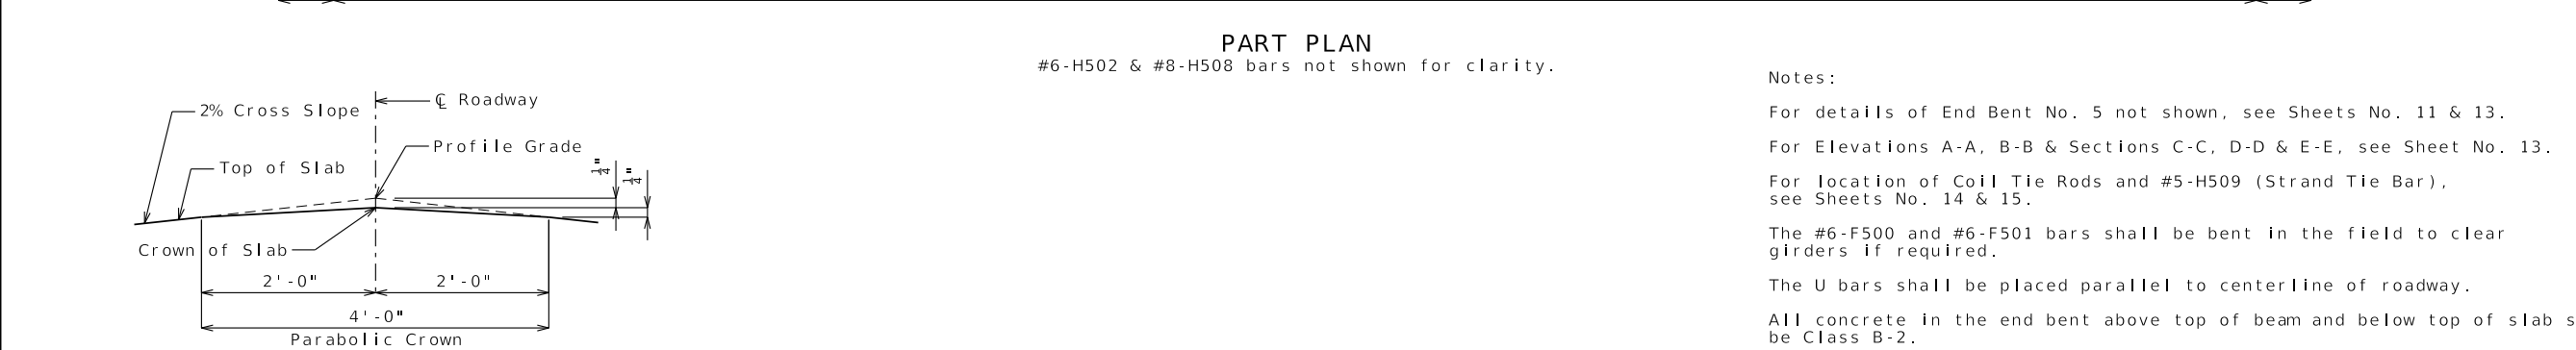 PART PLAN
#6-H502 & #8-H508 bars not shown for clarity.
2% Cross Slope
℄ Roadway
Profile Grade
Top of Slab
1/4"
1/4"
Crown of Slab
2'-0"
2'-0"
4'-0"
Parabolic Crown
Notes:
For details of End Bent No. 5 not shown, see Sheets No. 11 & 13.
For Elevations A-A, B-B & Sections C-C, D-D & E-E, see Sheet No. 13.
For location of Coil Tie Rods and #5-H509 (Strand Tie Bar),
see Sheets No. 14 & 15.
The #6-F500 and #6-F501 bars shall be bent in the field to clear
girders if required.
The U bars shall be placed parallel to centerline of roadway.
All concrete in the end bent above top of beam and below top of slab s
be Class B-2.